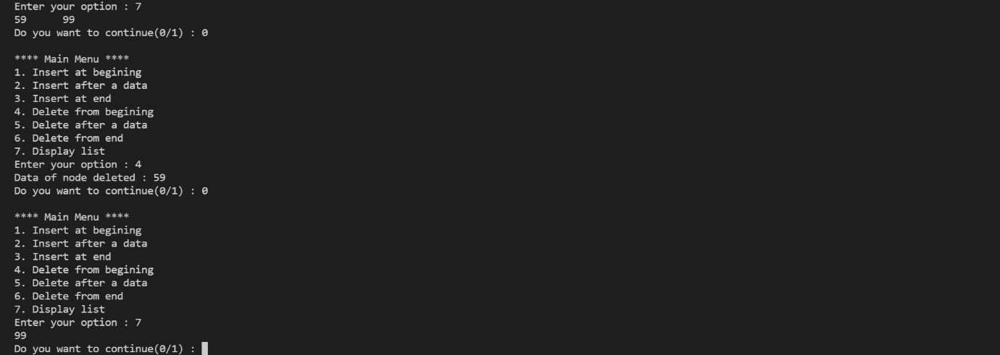 Enter your option : 7
59      99
Do you want to continue(0/1) : 0
**** Main Menu ****
1. Insert at begining
2. Insert after a data
3. Insert at end
4. Delete from begining
5. Delete after a data
6. Delete from end
7. Display list
Enter your option : 4
Data of node deleted : 59
Do you want to continue(0/1) : 0
**** Main Menu ****
1. Insert at begining
2. Insert after a data
3. Insert at end
4. Delete from begining
5. Delete after a data
6. Delete from end
7. Display list
Enter your option : 7
99
Do you want to continue(0/1) :